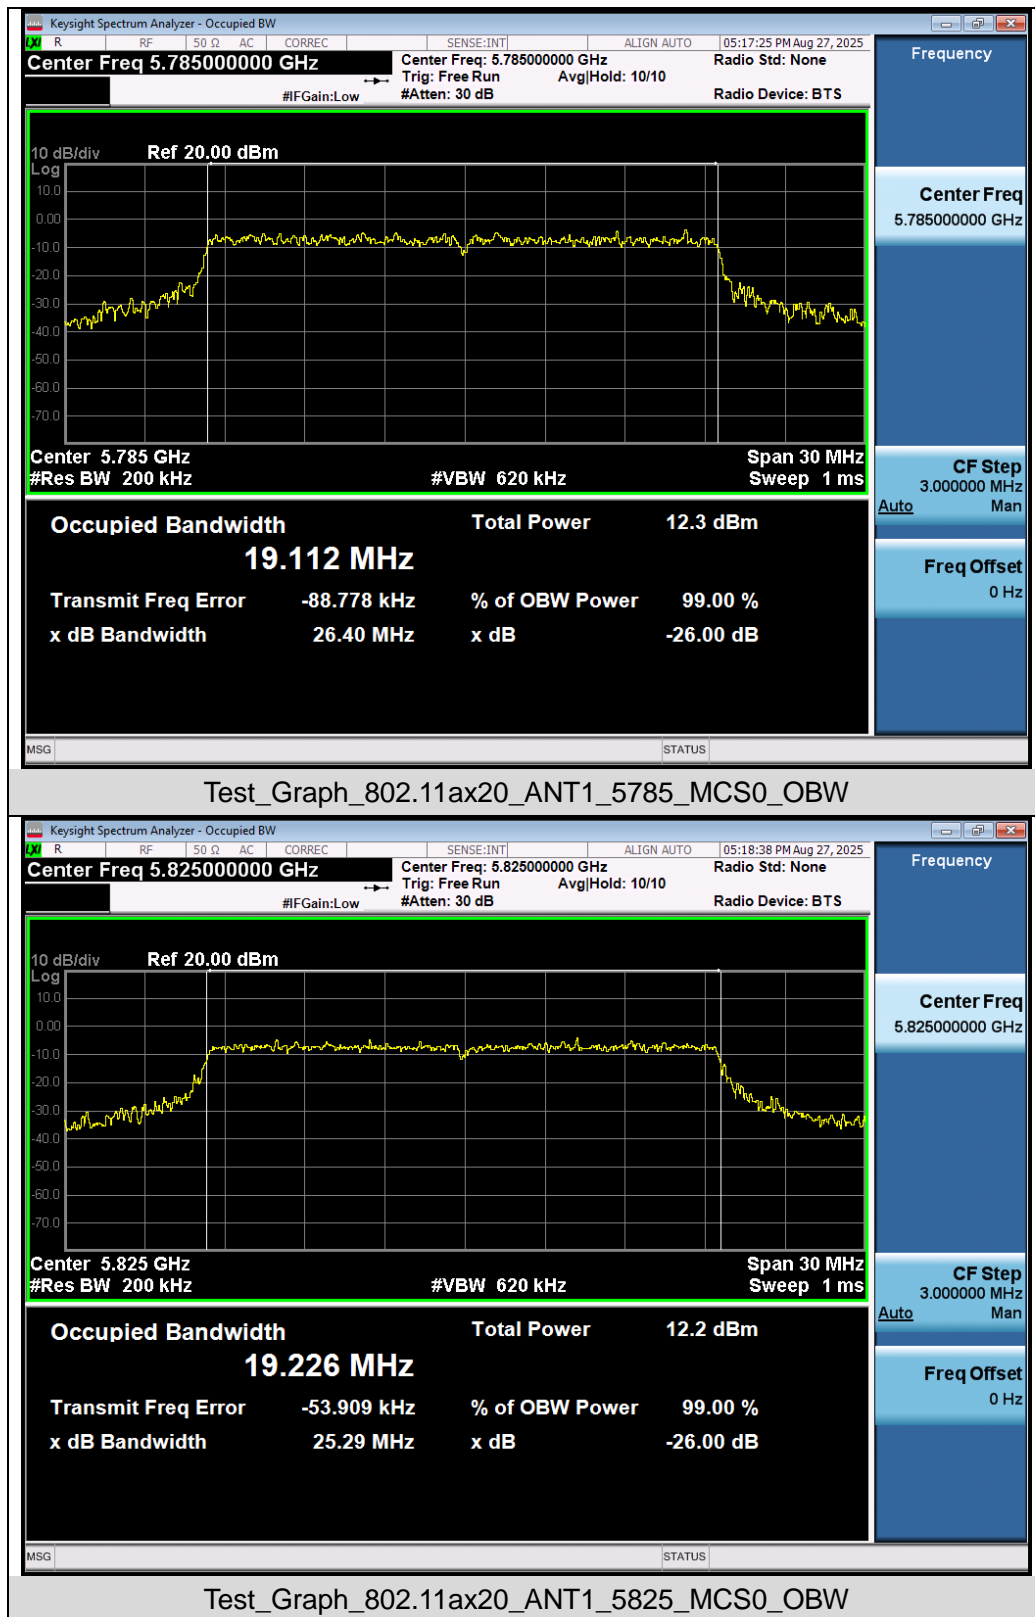 Keysight Spectrum Analyzer - Occupied BW
LXI R RF 50 Ω AC CORREC SENSE:INT ALIGN AUTO 05:17:25 PM Aug 27, 2025
Center Freq 5.785000000 GHz
Center Freq: 5.785000000 GHz
Radio Std: None
Trig: Free Run Avg|Hold: 10/10
#IFGain:Low
#Atten: 30 dB
Radio Device: BTS
Frequency
10 dB/div Ref 20.00 dBm
Log
10.0
0.00
-10.0
-20.0
-30.0
-40.0
-50.0
-60.0
-70.0
Center 5.785 GHz Span 30 MHz
#Res BW 200 kHz #VBW 620 kHz Sweep 1 ms
Center Freq
5.785000000 GHz
CF Step
3.000000 MHz
Auto Man
Freq Offset
0 Hz
Occupied Bandwidth Total Power 12.3 dBm
19.112 MHz
Transmit Freq Error -88.778 kHz % of OBW Power 99.00 %
x dB Bandwidth 26.40 MHz x dB -26.00 dB
MSG STATUS
Test_Graph_802.11ax20_ANT1_5785_MCS0_OBW
Keysight Spectrum Analyzer - Occupied BW
LXI R RF 50 Ω AC CORREC SENSE:INT ALIGN AUTO 05:18:38 PM Aug 27, 2025
Center Freq 5.825000000 GHz
Center Freq: 5.825000000 GHz
Radio Std: None
Trig: Free Run Avg|Hold: 10/10
#IFGain:Low
#Atten: 30 dB
Radio Device: BTS
Frequency
10 dB/div Ref 20.00 dBm
Log
10.0
0.00
-10.0
-20.0
-30.0
-40.0
-50.0
-60.0
-70.0
Center 5.825 GHz Span 30 MHz
#Res BW 200 kHz #VBW 620 kHz Sweep 1 ms
Center Freq
5.825000000 GHz
CF Step
3.000000 MHz
Auto Man
Freq Offset
0 Hz
Occupied Bandwidth Total Power 12.2 dBm
19.226 MHz
Transmit Freq Error -53.909 kHz % of OBW Power 99.00 %
x dB Bandwidth 25.29 MHz x dB -26.00 dB
MSG STATUS
Test_Graph_802.11ax20_ANT1_5825_MCS0_OBW